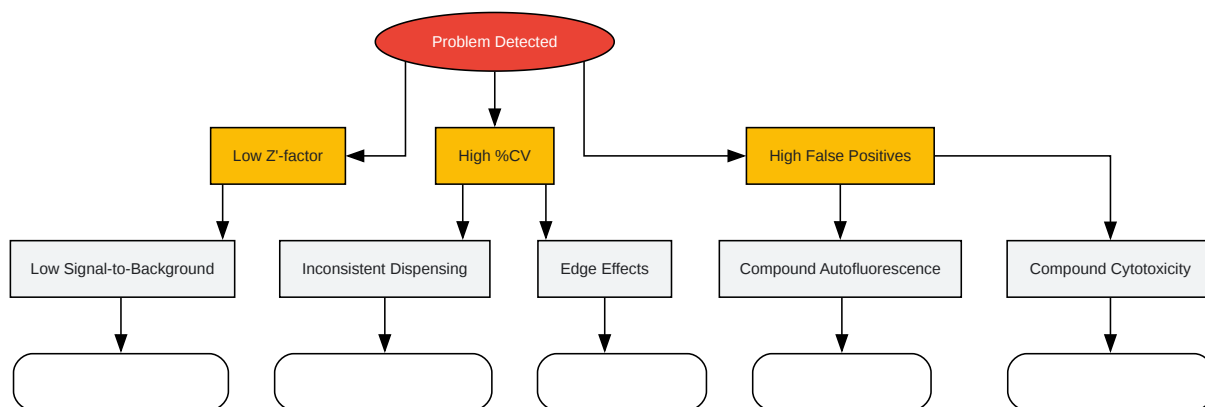 Problem Detected
Low Z'-factor
High %CV
High False Positives
Low Signal-to-Background
Inconsistent Dispensing
Edge Effects
Compound Autofluorescence
Compound Cytotoxicity